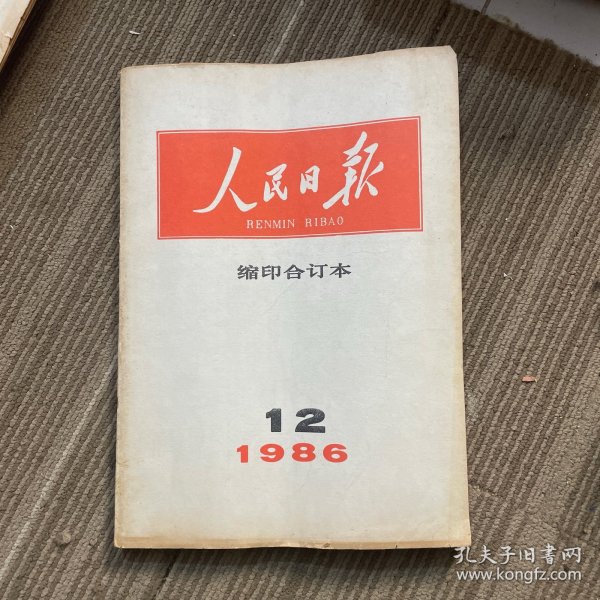 人民日报
RENMIN RIBAO
缩印合订本
12
1986
孔夫子旧书网
www.kongfz.com